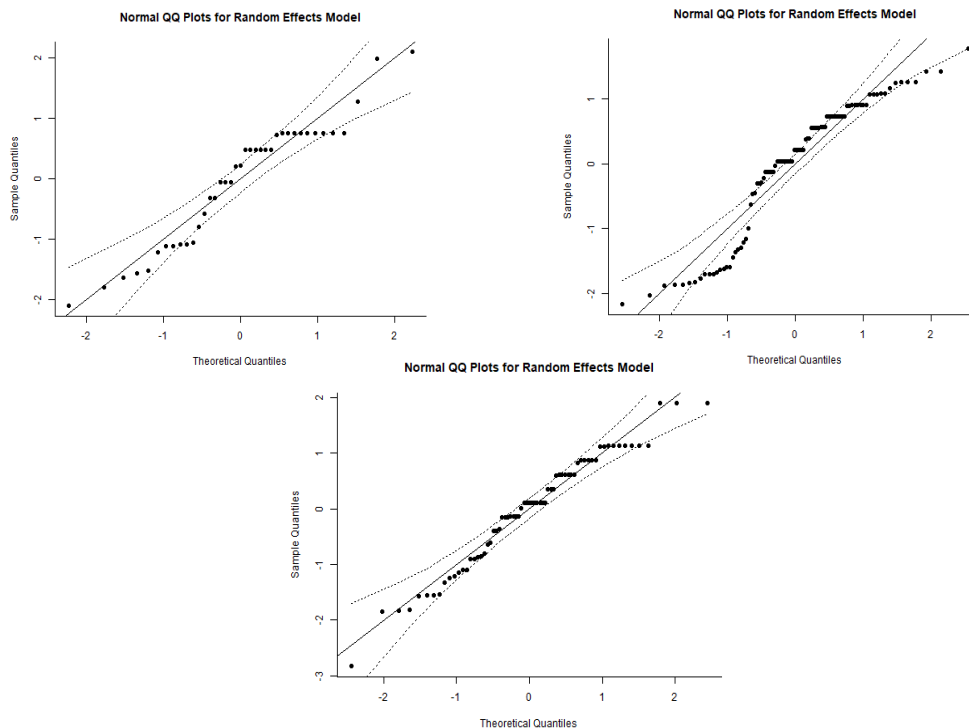 Normal QQ Plots for Random Effects Model
Sample Quantiles
2
1
0
-1
-2
-2 -1 0 1 2
Theoretical Quantiles
Normal QQ Plots for Random Effects Model
Sample Quantiles
1
0
-1
-2
-2 -1 0 1 2
Theoretical Quantiles
Normal QQ Plots for Random Effects Model
Sample Quantiles
2
1
0
-1
-2
-3
-2 -1 0 1 2
Theoretical Quantiles